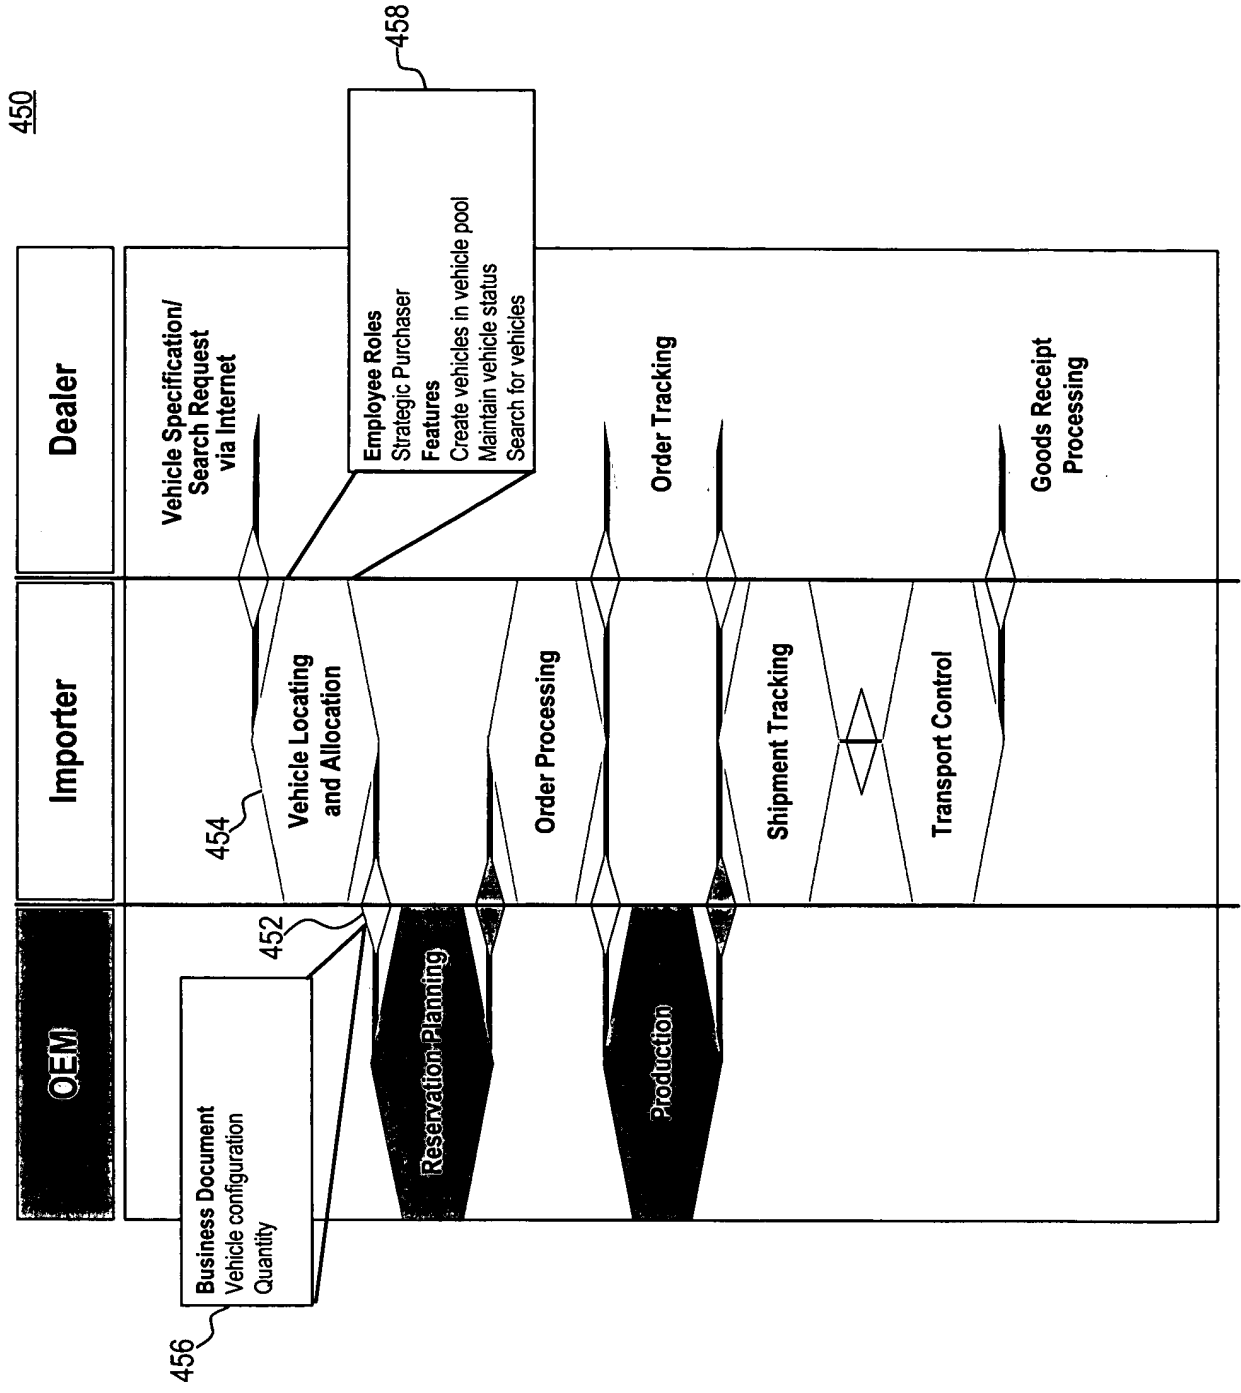 450
OEM
Importer
Dealer
Vehicle Specification/
Search Request
via Internet
454
Vehicle Locating
and Allocation
452
456
Business Document
Vehicle configuration
Quantity
458
Employee Roles
Strategic Purchaser
Features
Create vehicles in vehicle pool
Maintain vehicle status
Search for vehicles
Reservation Planning
Order Processing
Production
Order Tracking
Shipment Tracking
Transport Control
Goods Receipt
Processing